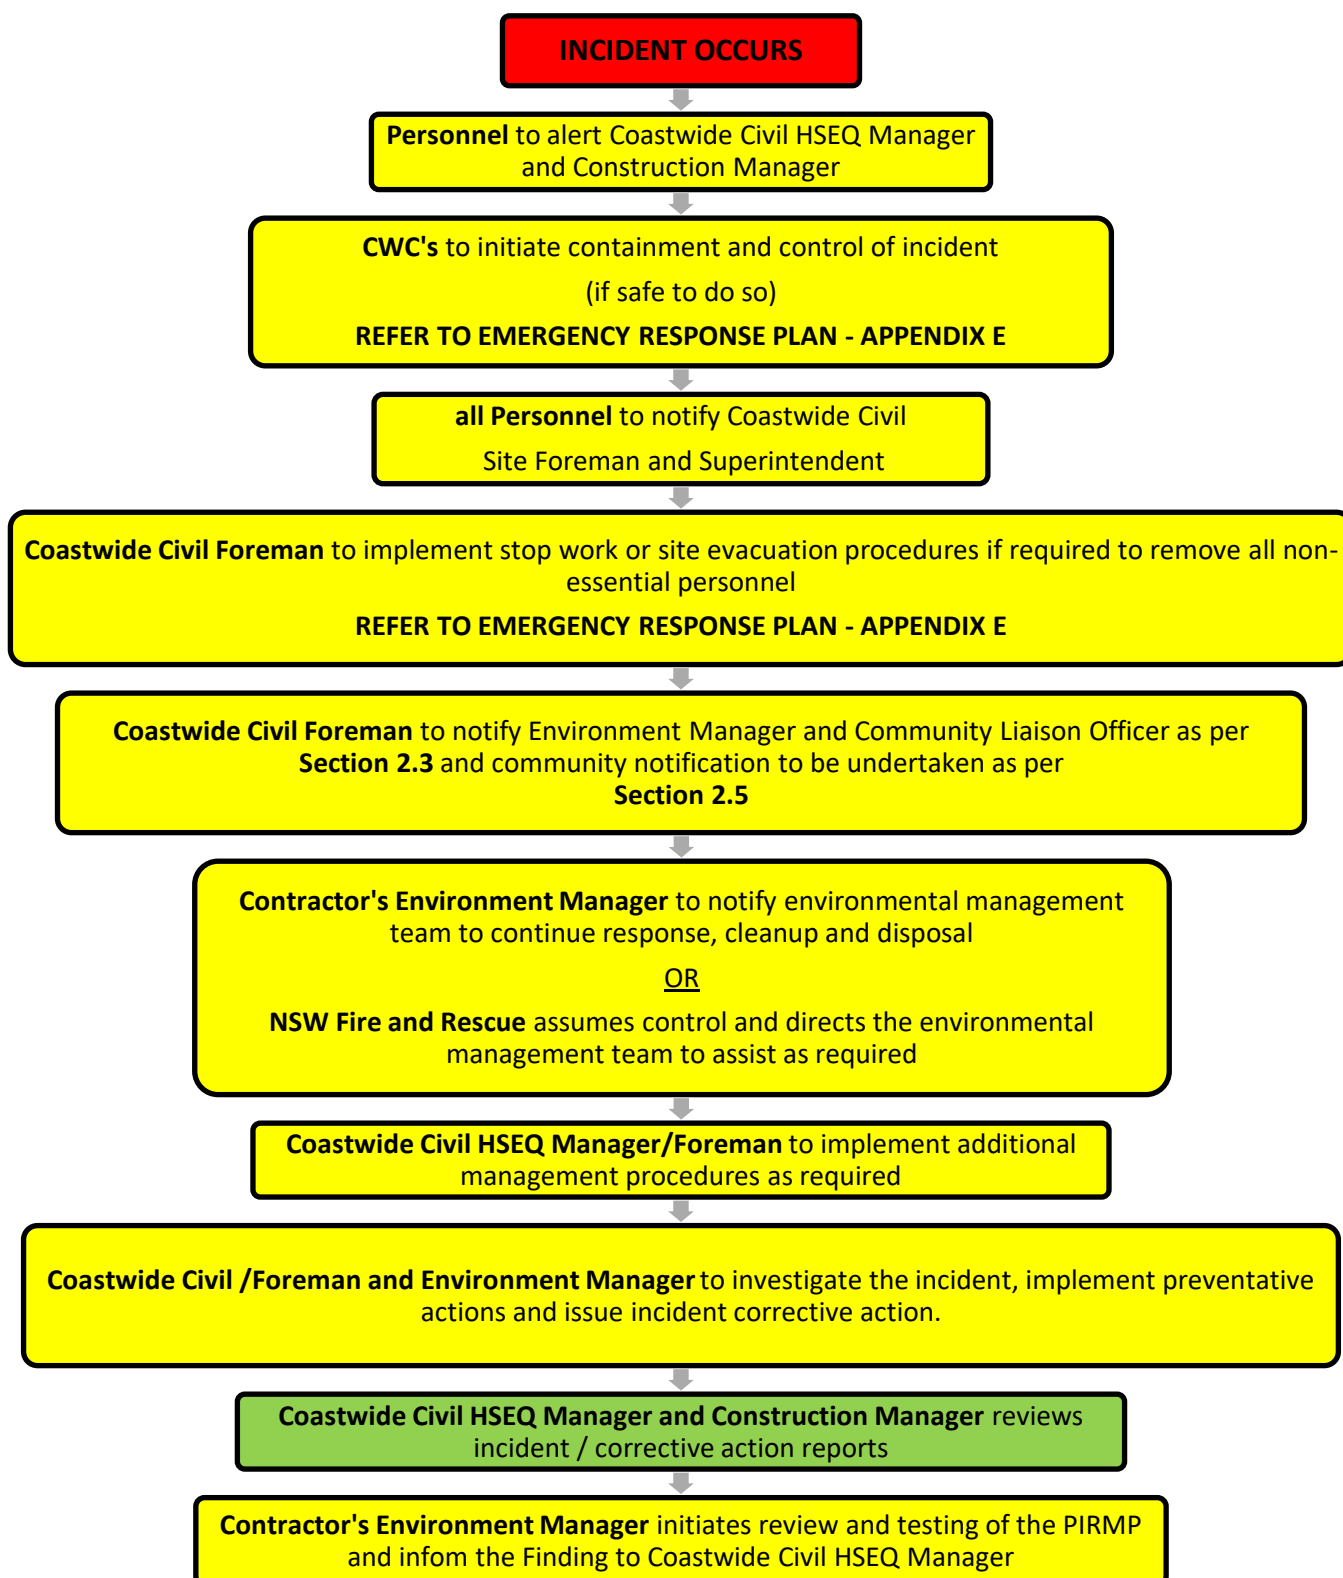 INCIDENT OCCURS
Personnel to alert Coastwide Civil HSEQ Manager
and Construction Manager
CWC's to initiate containment and control of incident
(if safe to do so)
REFER TO EMERGENCY RESPONSE PLAN - APPENDIX E
all Personnel to notify Coastwide Civil
Site Foreman and Superintendent
Coastwide Civil Foreman to implement stop work or site evacuation procedures if required to remove all non-
essential personnel
REFER TO EMERGENCY RESPONSE PLAN - APPENDIX E
Coastwide Civil Foreman to notify Environment Manager and Community Liaison Officer as per
Section 2.3 and community notification to be undertaken as per
Section 2.5
Contractor's Environment Manager to notify environmental management
team to continue response, cleanup and disposal
OR
NSW Fire and Rescue assumes control and directs the environmental
management team to assist as required
Coastwide Civil HSEQ Manager/Foreman to implement additional
management procedures as required
Coastwide Civil /Foreman and Environment Manager to investigate the incident, implement preventative
actions and issue incident corrective action.
Coastwide Civil HSEQ Manager and Construction Manager reviews
incident / corrective action reports
Contractor's Environment Manager initiates review and testing of the PIRMP
and infom the Finding to Coastwide Civil HSEQ Manager